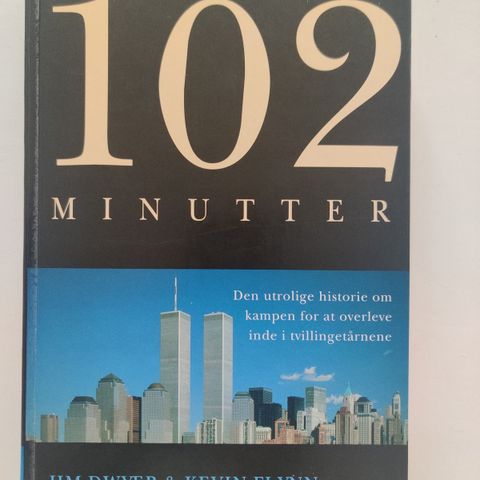 102
MINUTTER
Den utrolige historie om
kampen for at overleve
inde i tvillingetårnene
JIM DWYER & KEVIN FLYNN